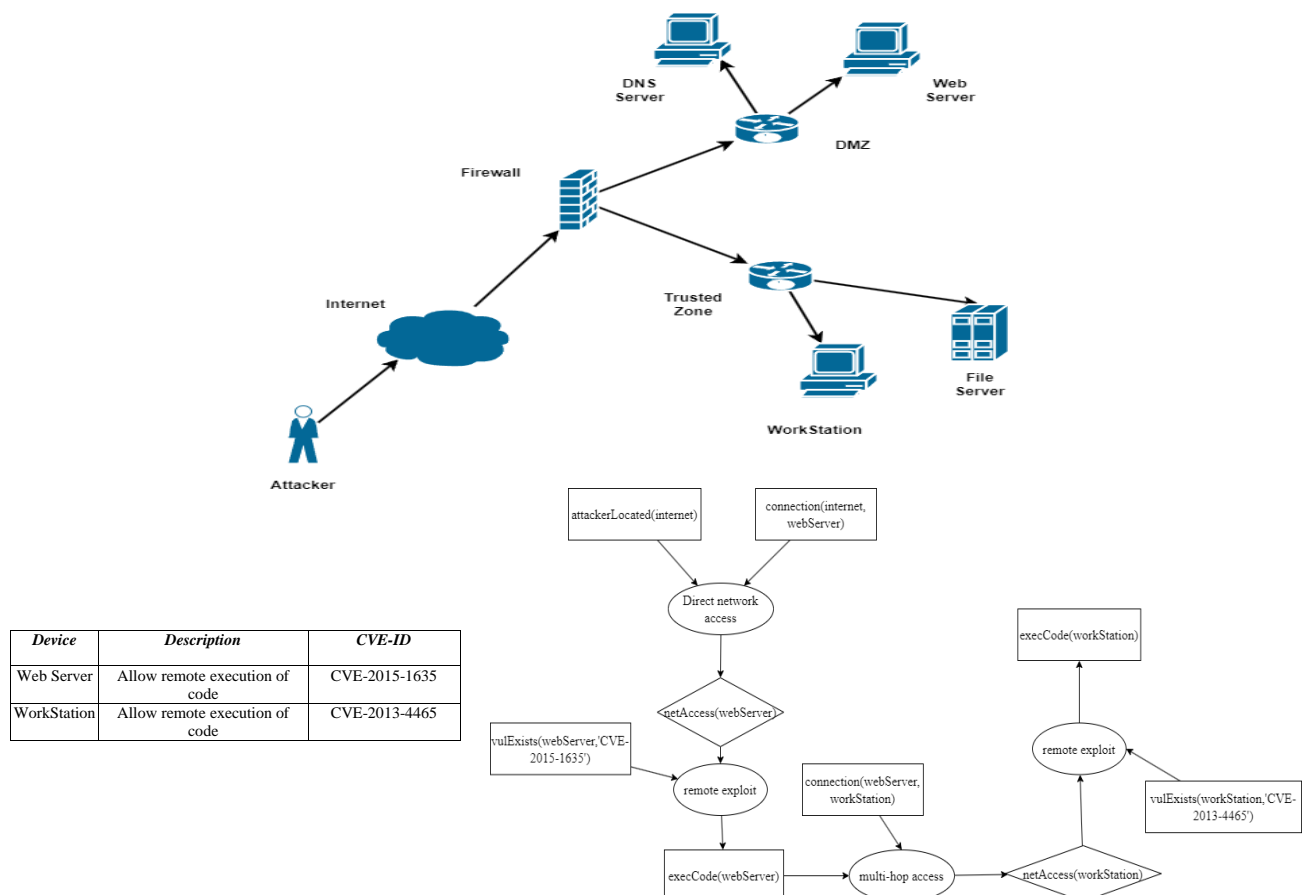 DNS
Server
Web
Server
DMZ
Firewall
Internet
Trusted
Zone
File
Server
WorkStation
Attacker
attackerLocated(internet)
connection(internet,
webServer)
Direct network
access
netAccess(webServer)
vulExists(webServer,'CVE-
2015-1635')
remote exploit
execCode(webServer)
connection(webServer,
workStation)
multi-hop access
netAccess(workStation)
vulExists(workStation,'CVE-
2013-4465')
remote exploit
execCode(workStation)
Device Description CVE-ID
Web Server Allow remote execution of CVE-2015-1635
code
WorkStation Allow remote execution of CVE-2013-4465
code